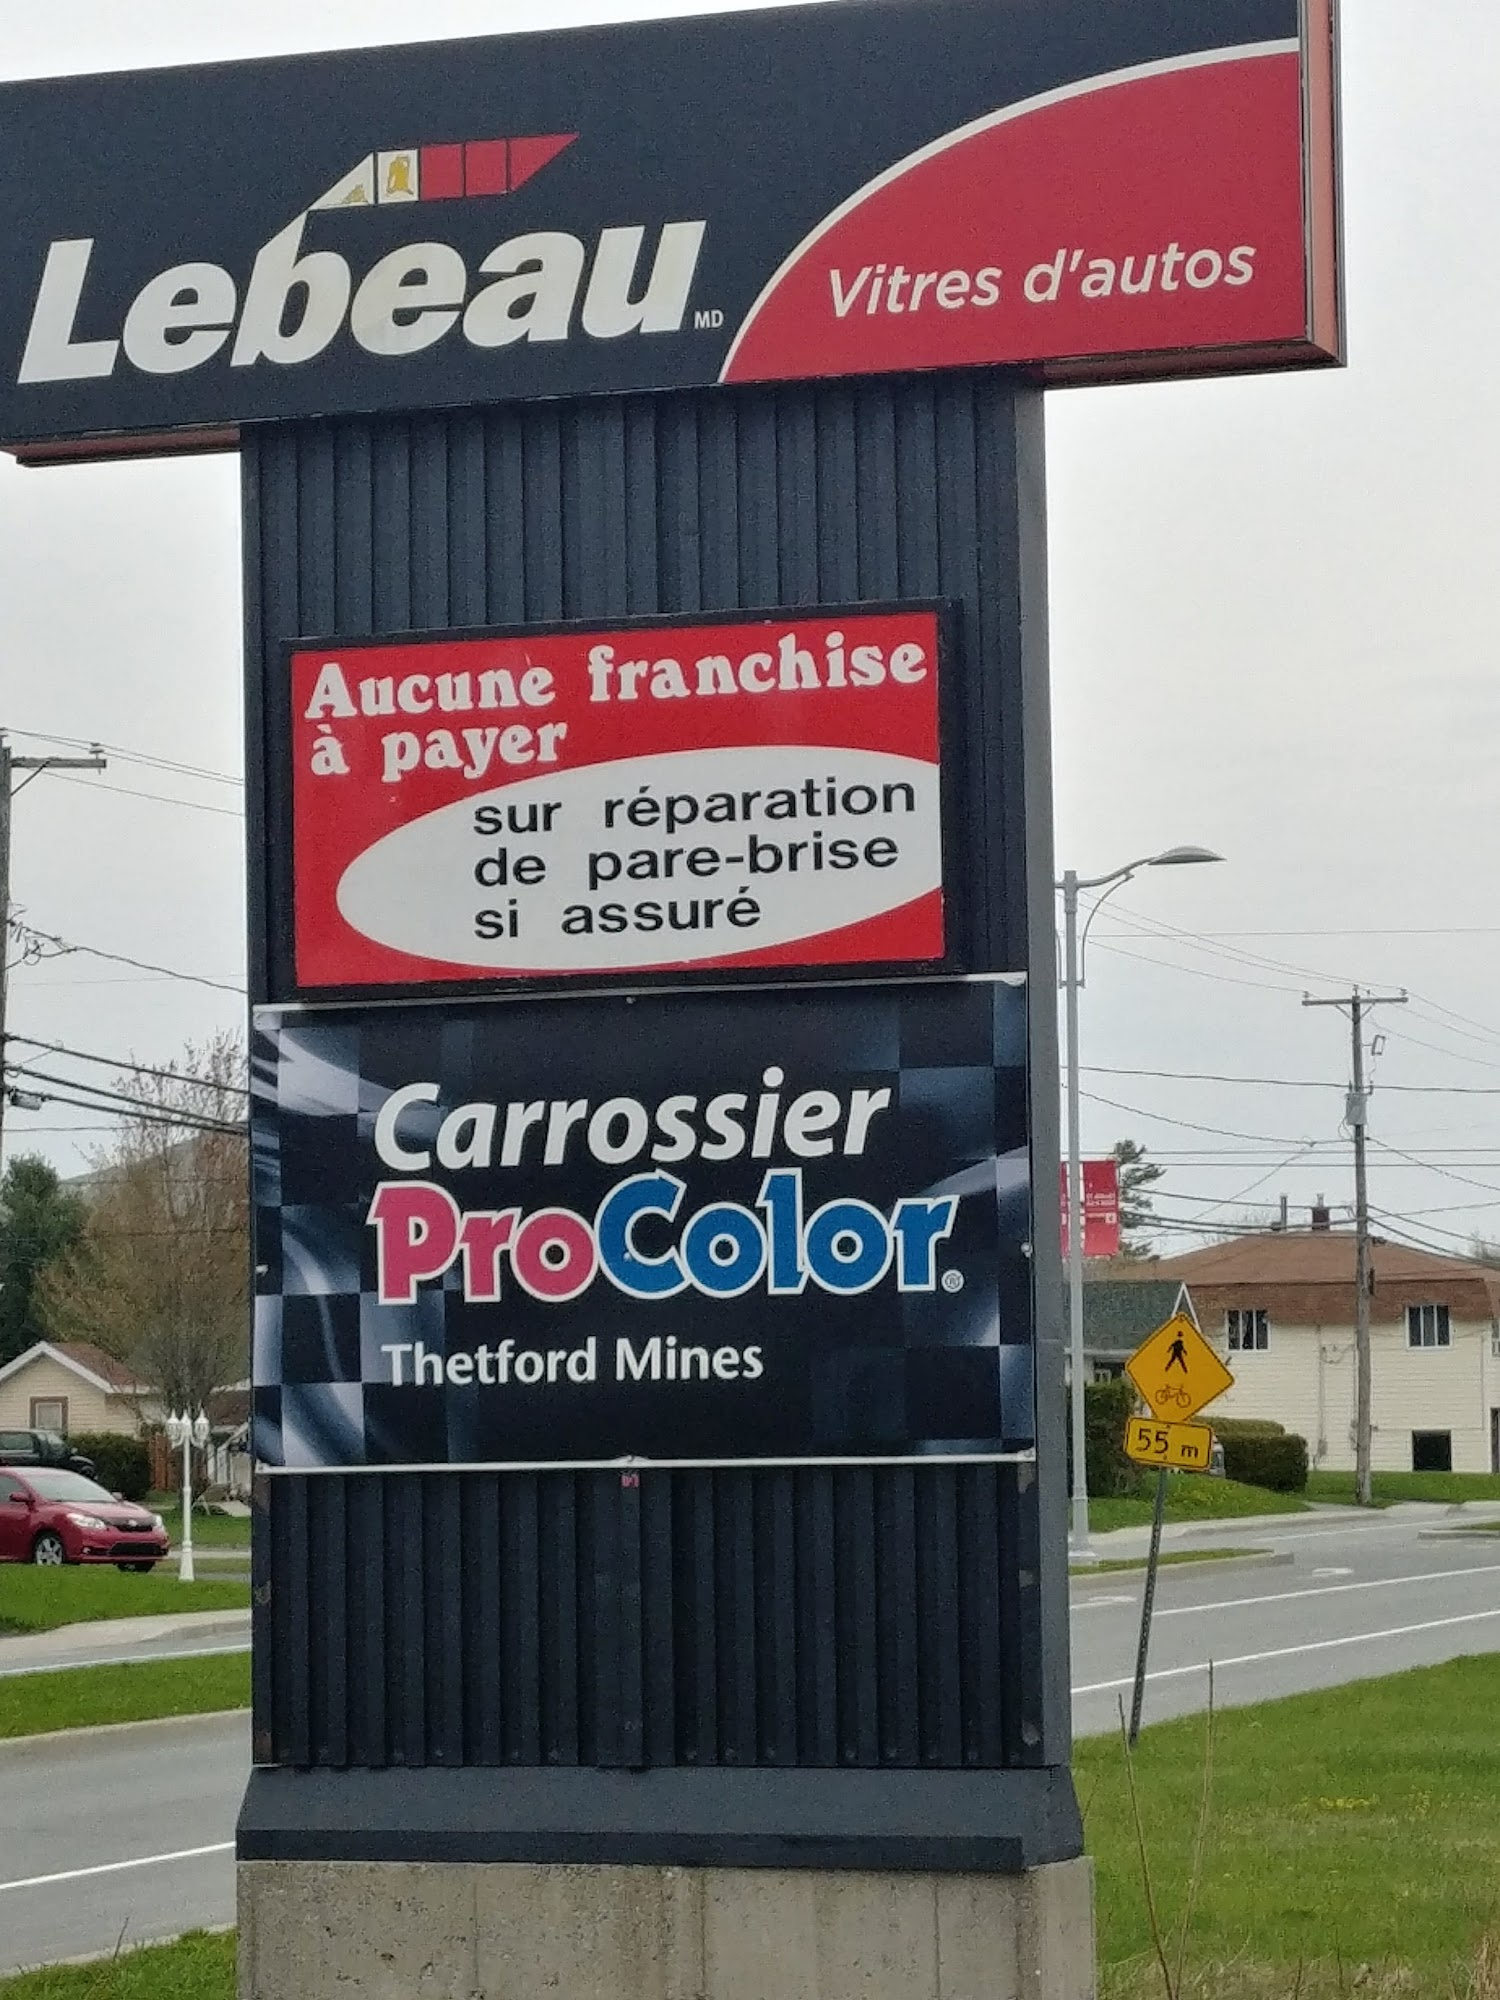 Lebeau MD
Vitres d'autos
Aucune franchise
à payer
sur réparation
de pare-brise
si assuré
Carrossier
ProColor®
Thetford Mines
55 m